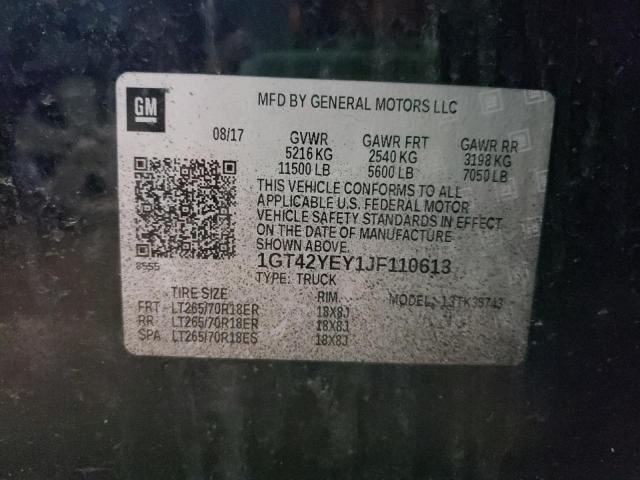 GM
MFD BY GENERAL MOTORS LLC
08/17 GVWR GAWR FRT GAWR RR
5216 KG 2540 KG 3198 KG
11500 LB 5600 LB 7050 LB
THIS VEHICLE CONFORMS TO ALL
APPLICABLE U.S. FEDERAL MOTOR
VEHICLE SAFETY STANDARDS IN EFFECT
ON THE DATE OF MANUFACTURE
SHOWN ABOVE.
8555
1GT42YEY1JF110613
TYPE: TRUCK
TIRE SIZE RIM MODEL: 13TK35743
FRT LT265/70R18ER 18X8J
RR LT265/70R18ER 18X8J
SPA LT265/70R18ES 18X8J